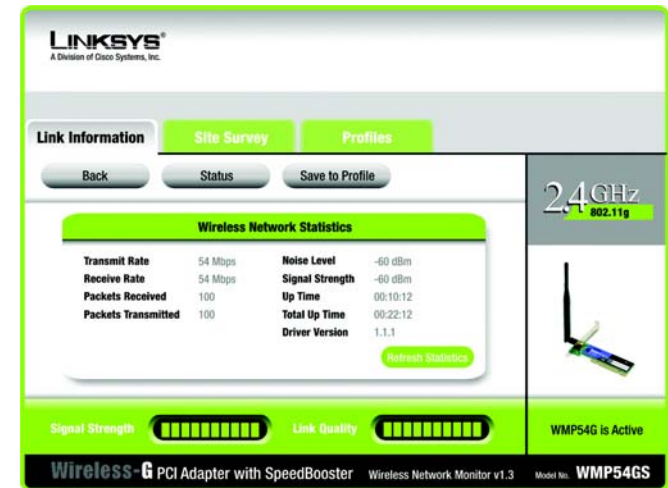 LINKSYS®
A Division of Cisco Systems, Inc.
Link Information
Site Survey
Profiles
Back
Status
Save to Profile
2.4 GHz
802.11g
Wireless Network Statistics
Transmit Rate 54 Mbps
Receive Rate 54 Mbps
Packets Received 100
Packets Transmitted 100
Noise Level -60 dBm
Signal Strength -60 dBm
Up Time 00:10:12
Total Up Time 00:22:12
Driver Version 1.1.1
Refresh Statistics
Signal Strength
Link Quality
WMP54G is Active
Wireless-G PCI Adapter with SpeedBooster Wireless Network Monitor v1.3 Model No. WMP54GS